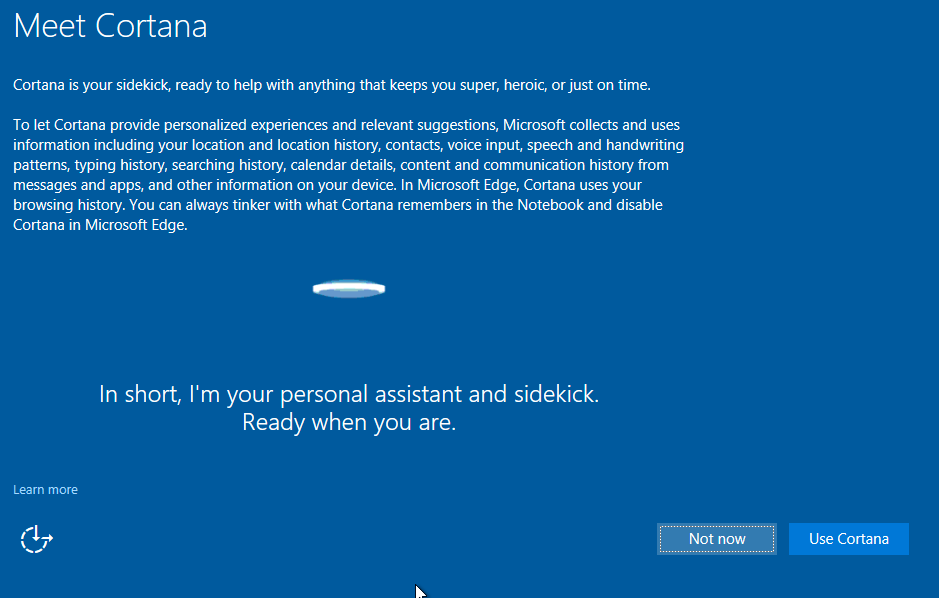 Meet Cortana
Cortana is your sidekick, ready to help with anything that keeps you super, heroic, or just on time.
To let Cortana provide personalized experiences and relevant suggestions, Microsoft collects and uses
information including your location and location history, contacts, voice input, speech and handwriting
patterns, typing history, searching history, calendar details, content and communication history from
messages and apps, and other information on your device. In Microsoft Edge, Cortana uses your
browsing history. You can always tinker with what Cortana remembers in the Notebook and disable
Cortana in Microsoft Edge.
In short, I'm your personal assistant and sidekick.
Ready when you are.
Learn more
Not now
Use Cortana